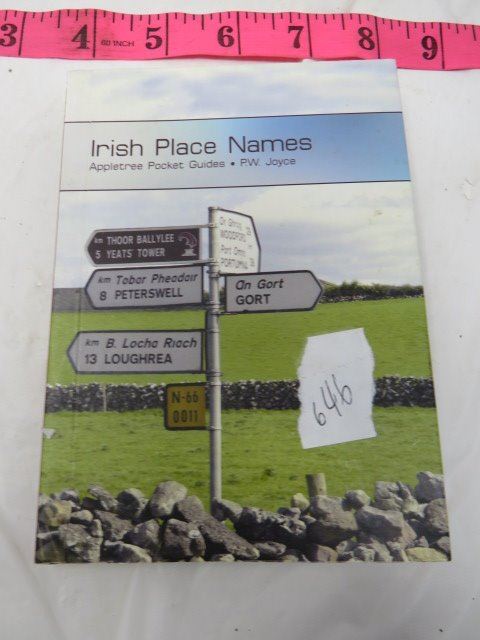 3 4 60 INCH 5 6 7 8 9
Irish Place Names
Appletree Pocket Guides • P.W. Joyce
km THOOR BALLYLEE
5 YEATS TOWER
WOODFORD
PORTUMNA
km Tobar Pheadair
8 PETERSWELL
An Gort
GORT
km B. Locha Riach
13 LOUGHREA
N-66
0011
646